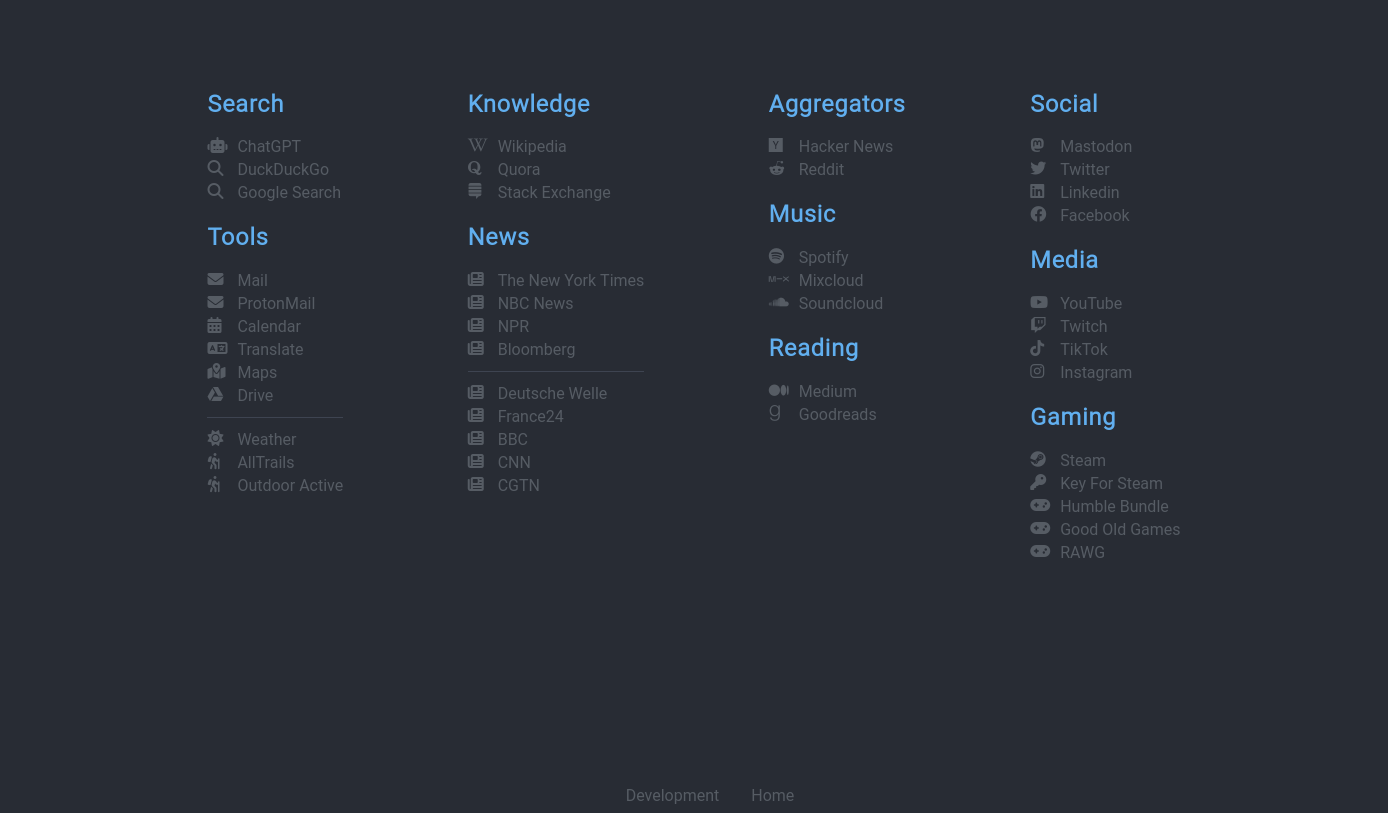 Search
ChatGPT
DuckDuckGo
Google Search
Tools
Mail
ProtonMail
Calendar
Translate
Maps
Drive
Weather
AllTrails
Outdoor Active
Knowledge
Wikipedia
Quora
Stack Exchange
News
The New York Times
NBC News
NPR
Bloomberg
Deutsche Welle
France24
BBC
CNN
CGTN
Aggregators
Hacker News
Reddit
Music
Spotify
Mixcloud
Soundcloud
Reading
Medium
Goodreads
Social
Mastodon
Twitter
Linkedin
Facebook
Media
YouTube
Twitch
TikTok
Instagram
Gaming
Steam
Key For Steam
Humble Bundle
Good Old Games
RAWG
Development
Home